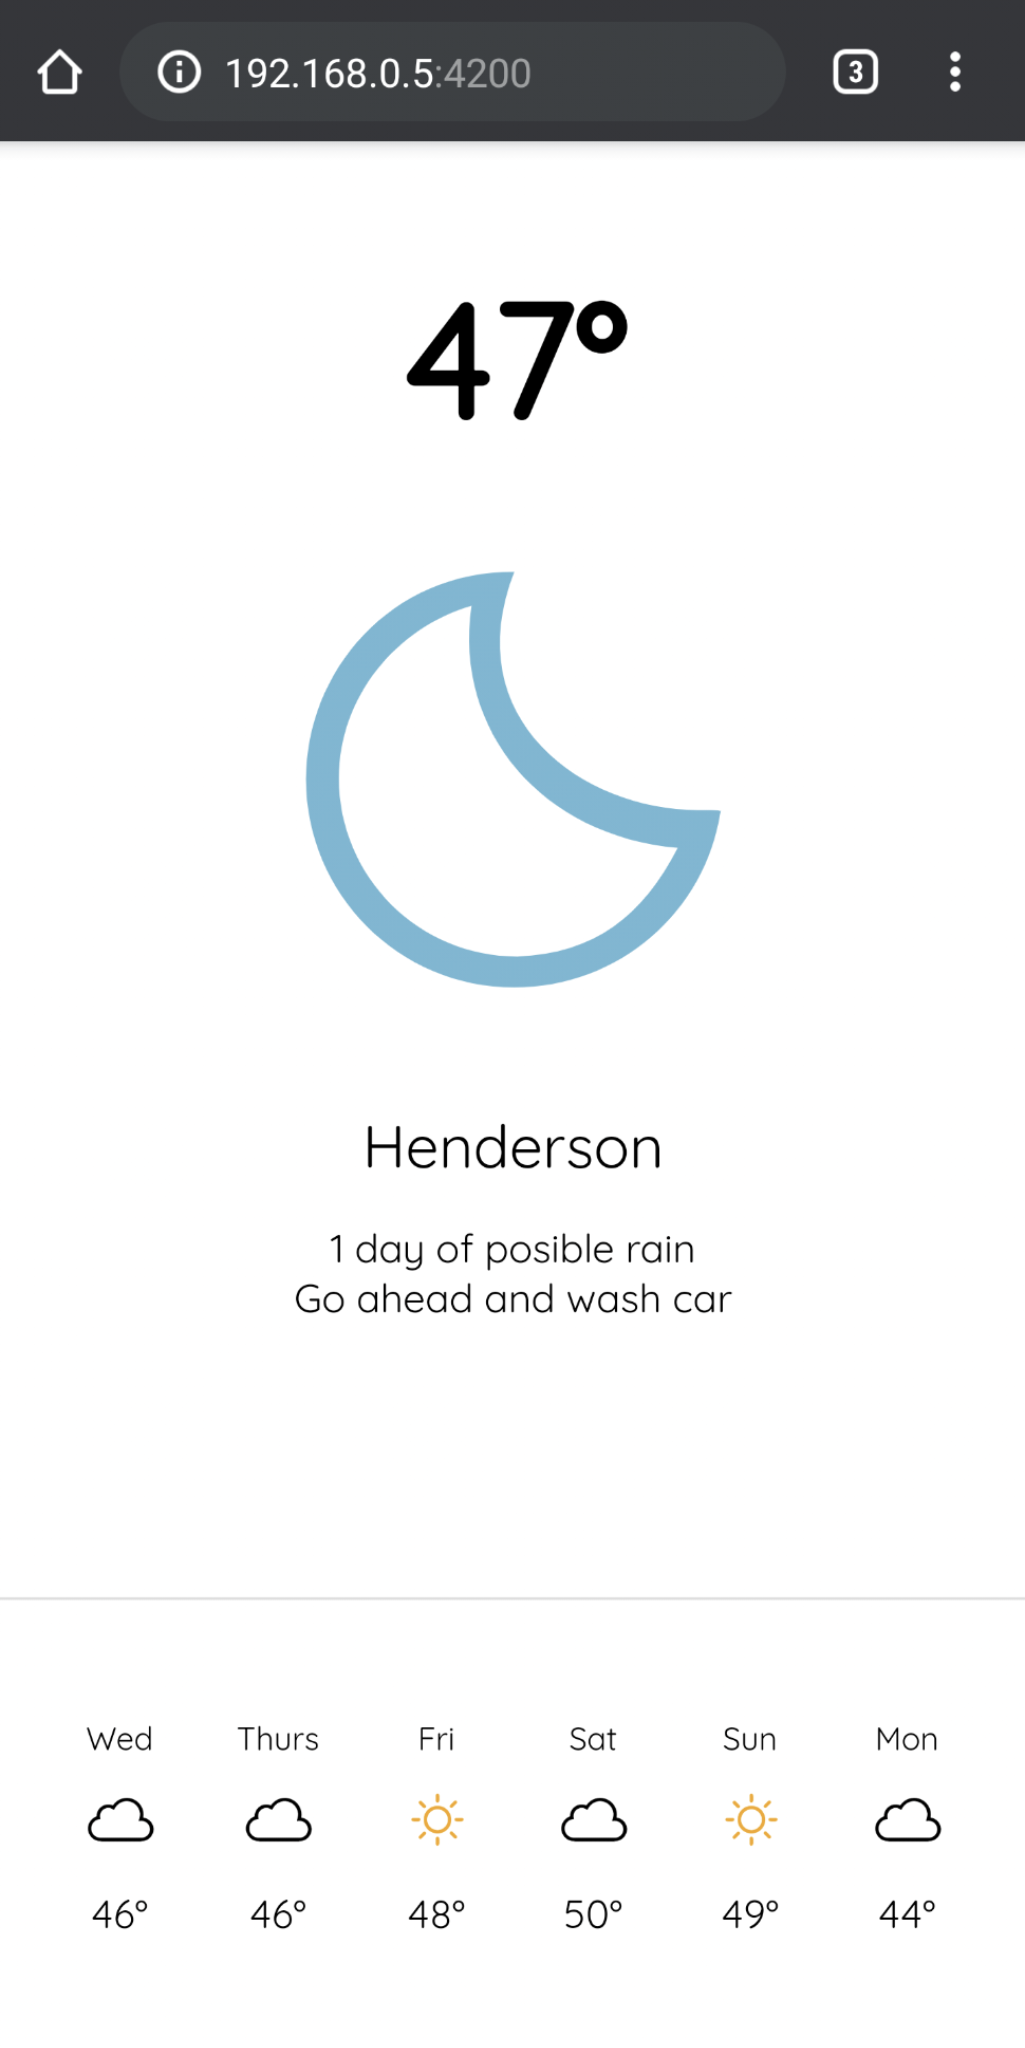 192.168.0.5:4200
3
47°
Henderson
1 day of posible rain
Go ahead and wash car
Wed Thurs Fri Sat Sun Mon
46° 46° 48° 50° 49° 44°